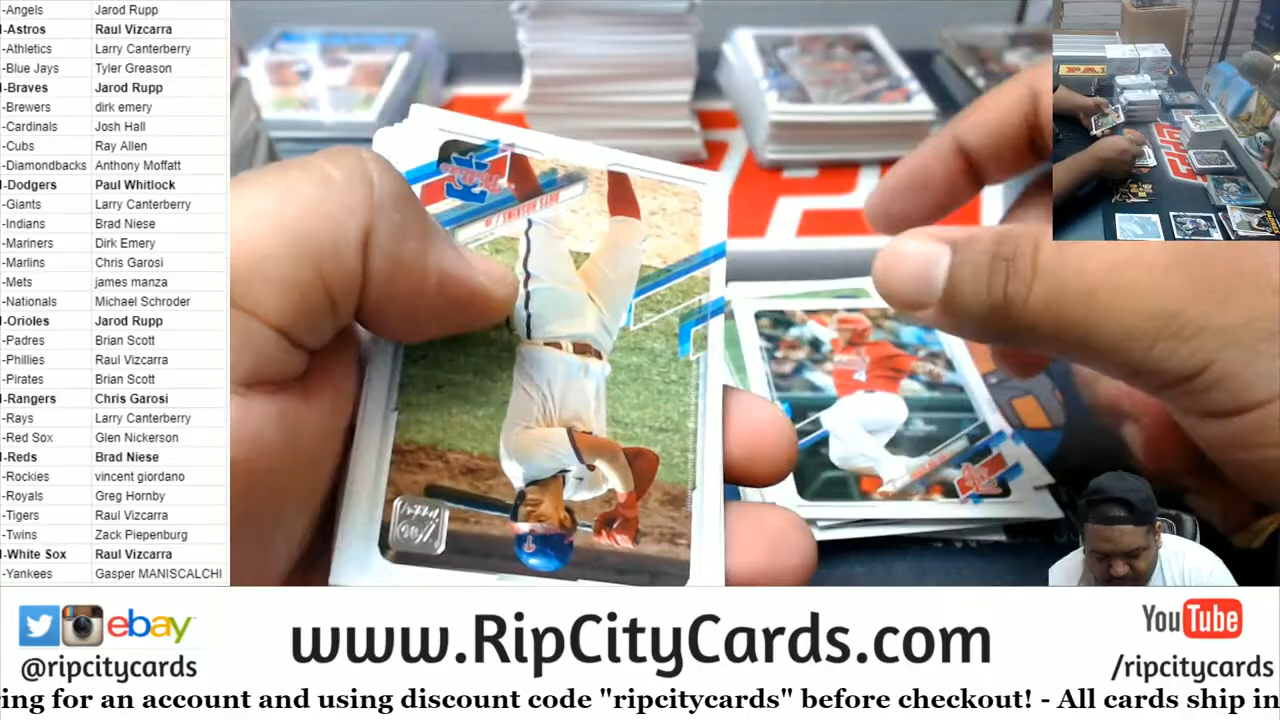 -Angels Jarod Rupp
-Astros Raul Vizcarra
-Athletics Larry Canterberry
-Blue Jays Tyler Greason
-Braves Jarod Rupp
-Brewers dirk emery
-Cardinals Josh Hall
-Cubs Ray Allen
-Diamondbacks Anthony Moffatt
-Dodgers Paul Whitlock
-Giants Larry Canterberry
-Indians Brad Niese
-Mariners Dirk Emery
-Marlins Chris Garosi
-Mets james manza
-Nationals Michael Schroder
-Orioles Jarod Rupp
-Padres Brian Scott
-Phillies Raul Vizcarra
-Pirates Brian Scott
-Rangers Chris Garosi
-Rays Larry Canterberry
-Red Sox Glen Nickerson
-Reds Brad Niese
-Rockies vincent giordano
-Royals Greg Hornby
-Tigers Raul Vizcarra
-Twins Zack Piepenburg
-White Sox Raul Vizcarra
-Yankees Gasper MANISCALCHI
ebay
@ripcitycards
www.RipCityCards.com
YouTube
/ripcitycards
ring for an account and using discount code "ripcitycards" before checkout! - All cards ship in